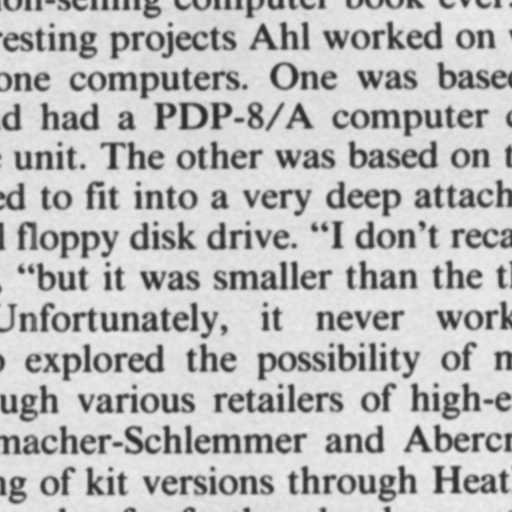 on-selling computer book ever.
resting projects Ahl worked on
one computers. One was based
d had a PDP-8/A computer
unit. The other was based on t
ed to fit into a very deep attach
floppy disk drive. “I don’t reca
, “but it was smaller than the t
Unfortunately, it never work
o explored the possibility of m
ugh various retailers of high-e
macher-Schlemmer and Abercr
ng of kit versions through Heat